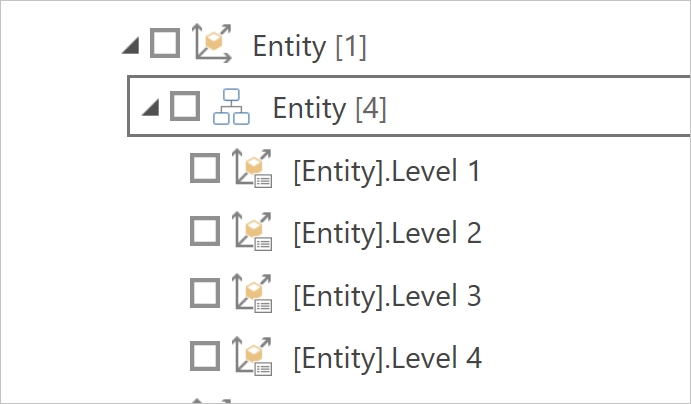 Entity [1]
Entity [4]
[Entity].Level 1
[Entity].Level 2
[Entity].Level 3
[Entity].Level 4